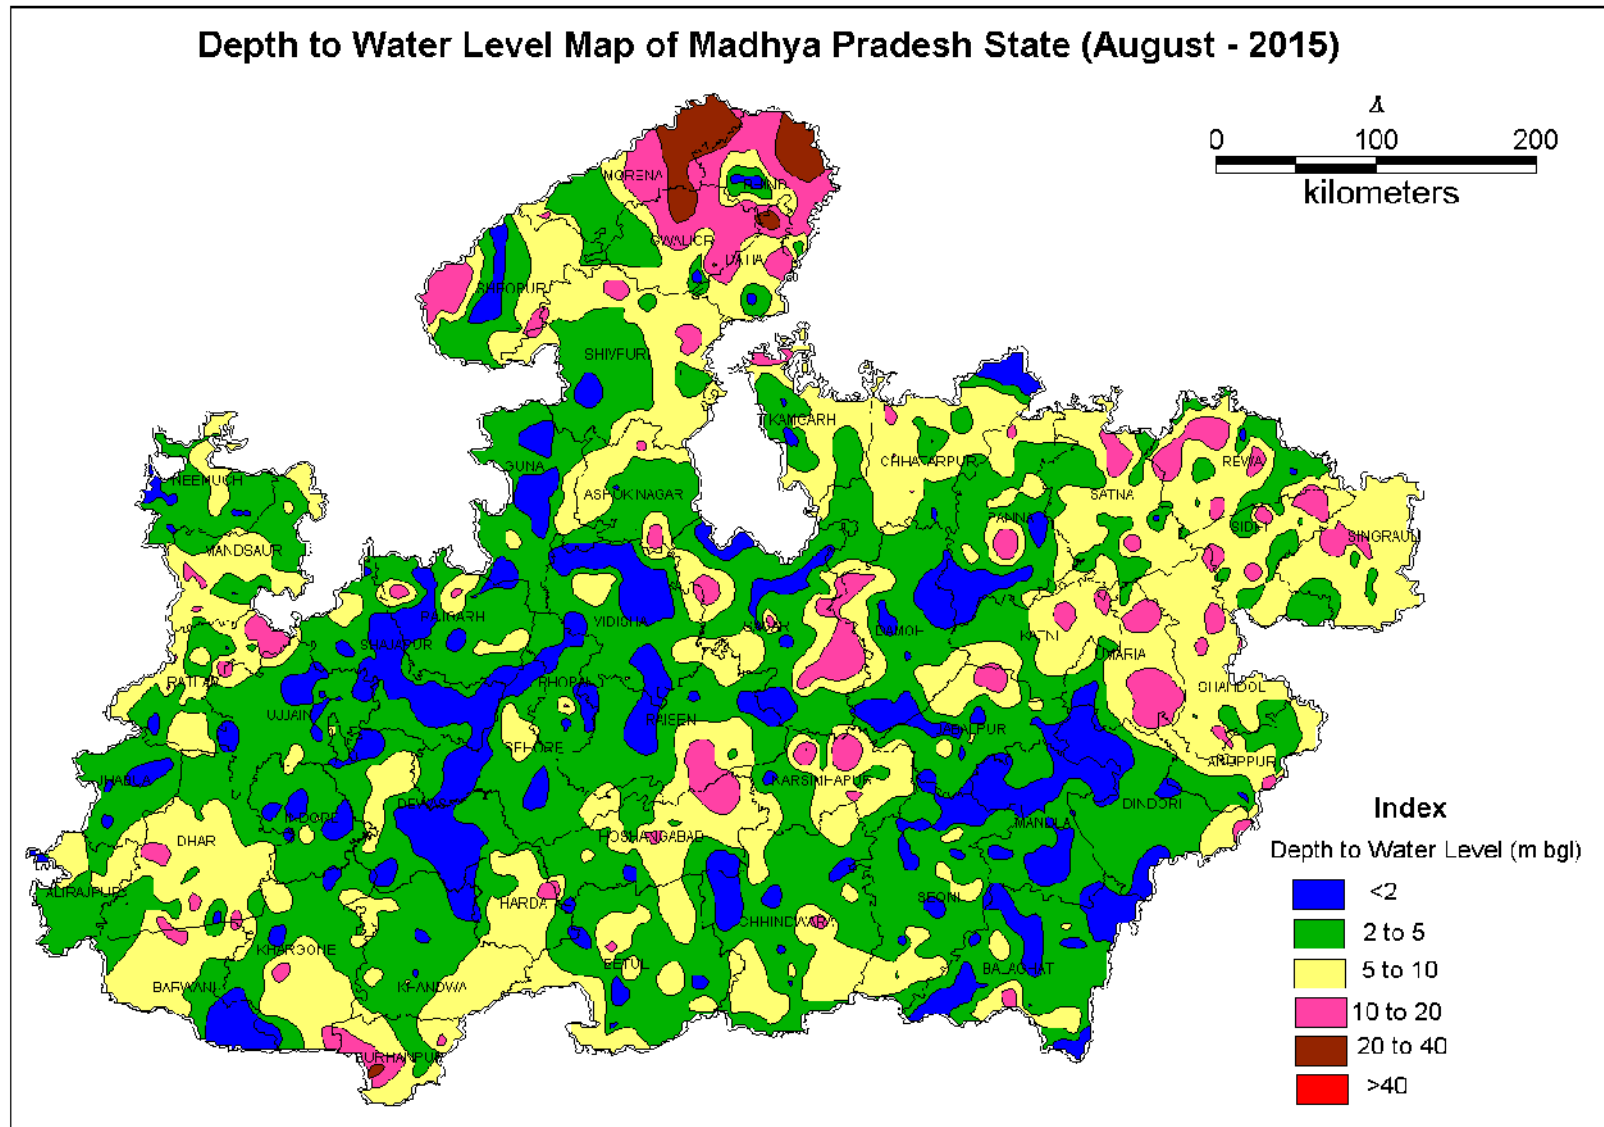 Depth to Water Level Map of Madhya Pradesh State (August - 2015)
0 100 200
kilometers
MORENA
BHIND
GWALIOR
DATIA
SHEOPUR
SHIVPURI
TIKAMGARH
GUNA
CHHATARPUR
REWA
NEEMUCH
ASHOKNAGAR
SATNA
PANNA
SIDHI
MANDSAUR
SINGRAULI
RAJGARH
VIDISHA
SAGAR
DAMOH
KATNI
SHAJAPUR
UMARIA
RATLAM
BHOPAL
SHAHDOL
UJJAIN
RAISEN
JABALPUR
SEHORE
ANUPPUR
JHABUA
NARSINHAPUR
DEWAS
DINDORI
INDORE
MANDLA
DHAR
HOSHANGABAD
ALIRAJPUR
HARDA
SEONI
CHHINDWARA
KHARGONE
BETUL
BALAGHAT
BARWANI
KHANDWA
BURHANPUR
Index
Depth to Water Level (m bgl)
<2
2 to 5
5 to 10
10 to 20
20 to 40
>40